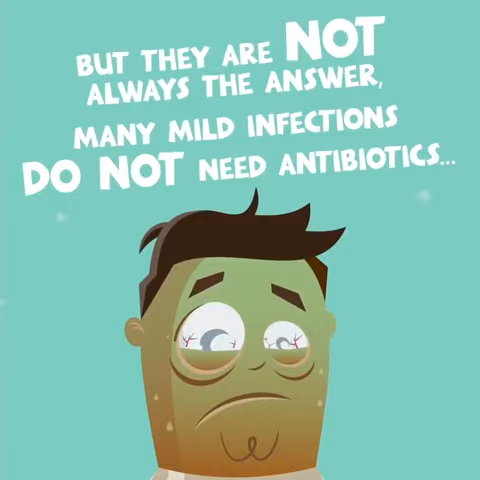 BUT THEY ARE NOT
ALWAYS THE ANSWER,
MANY MILD INFECTIONS
DO NOT NEED ANTIBIOTICS...